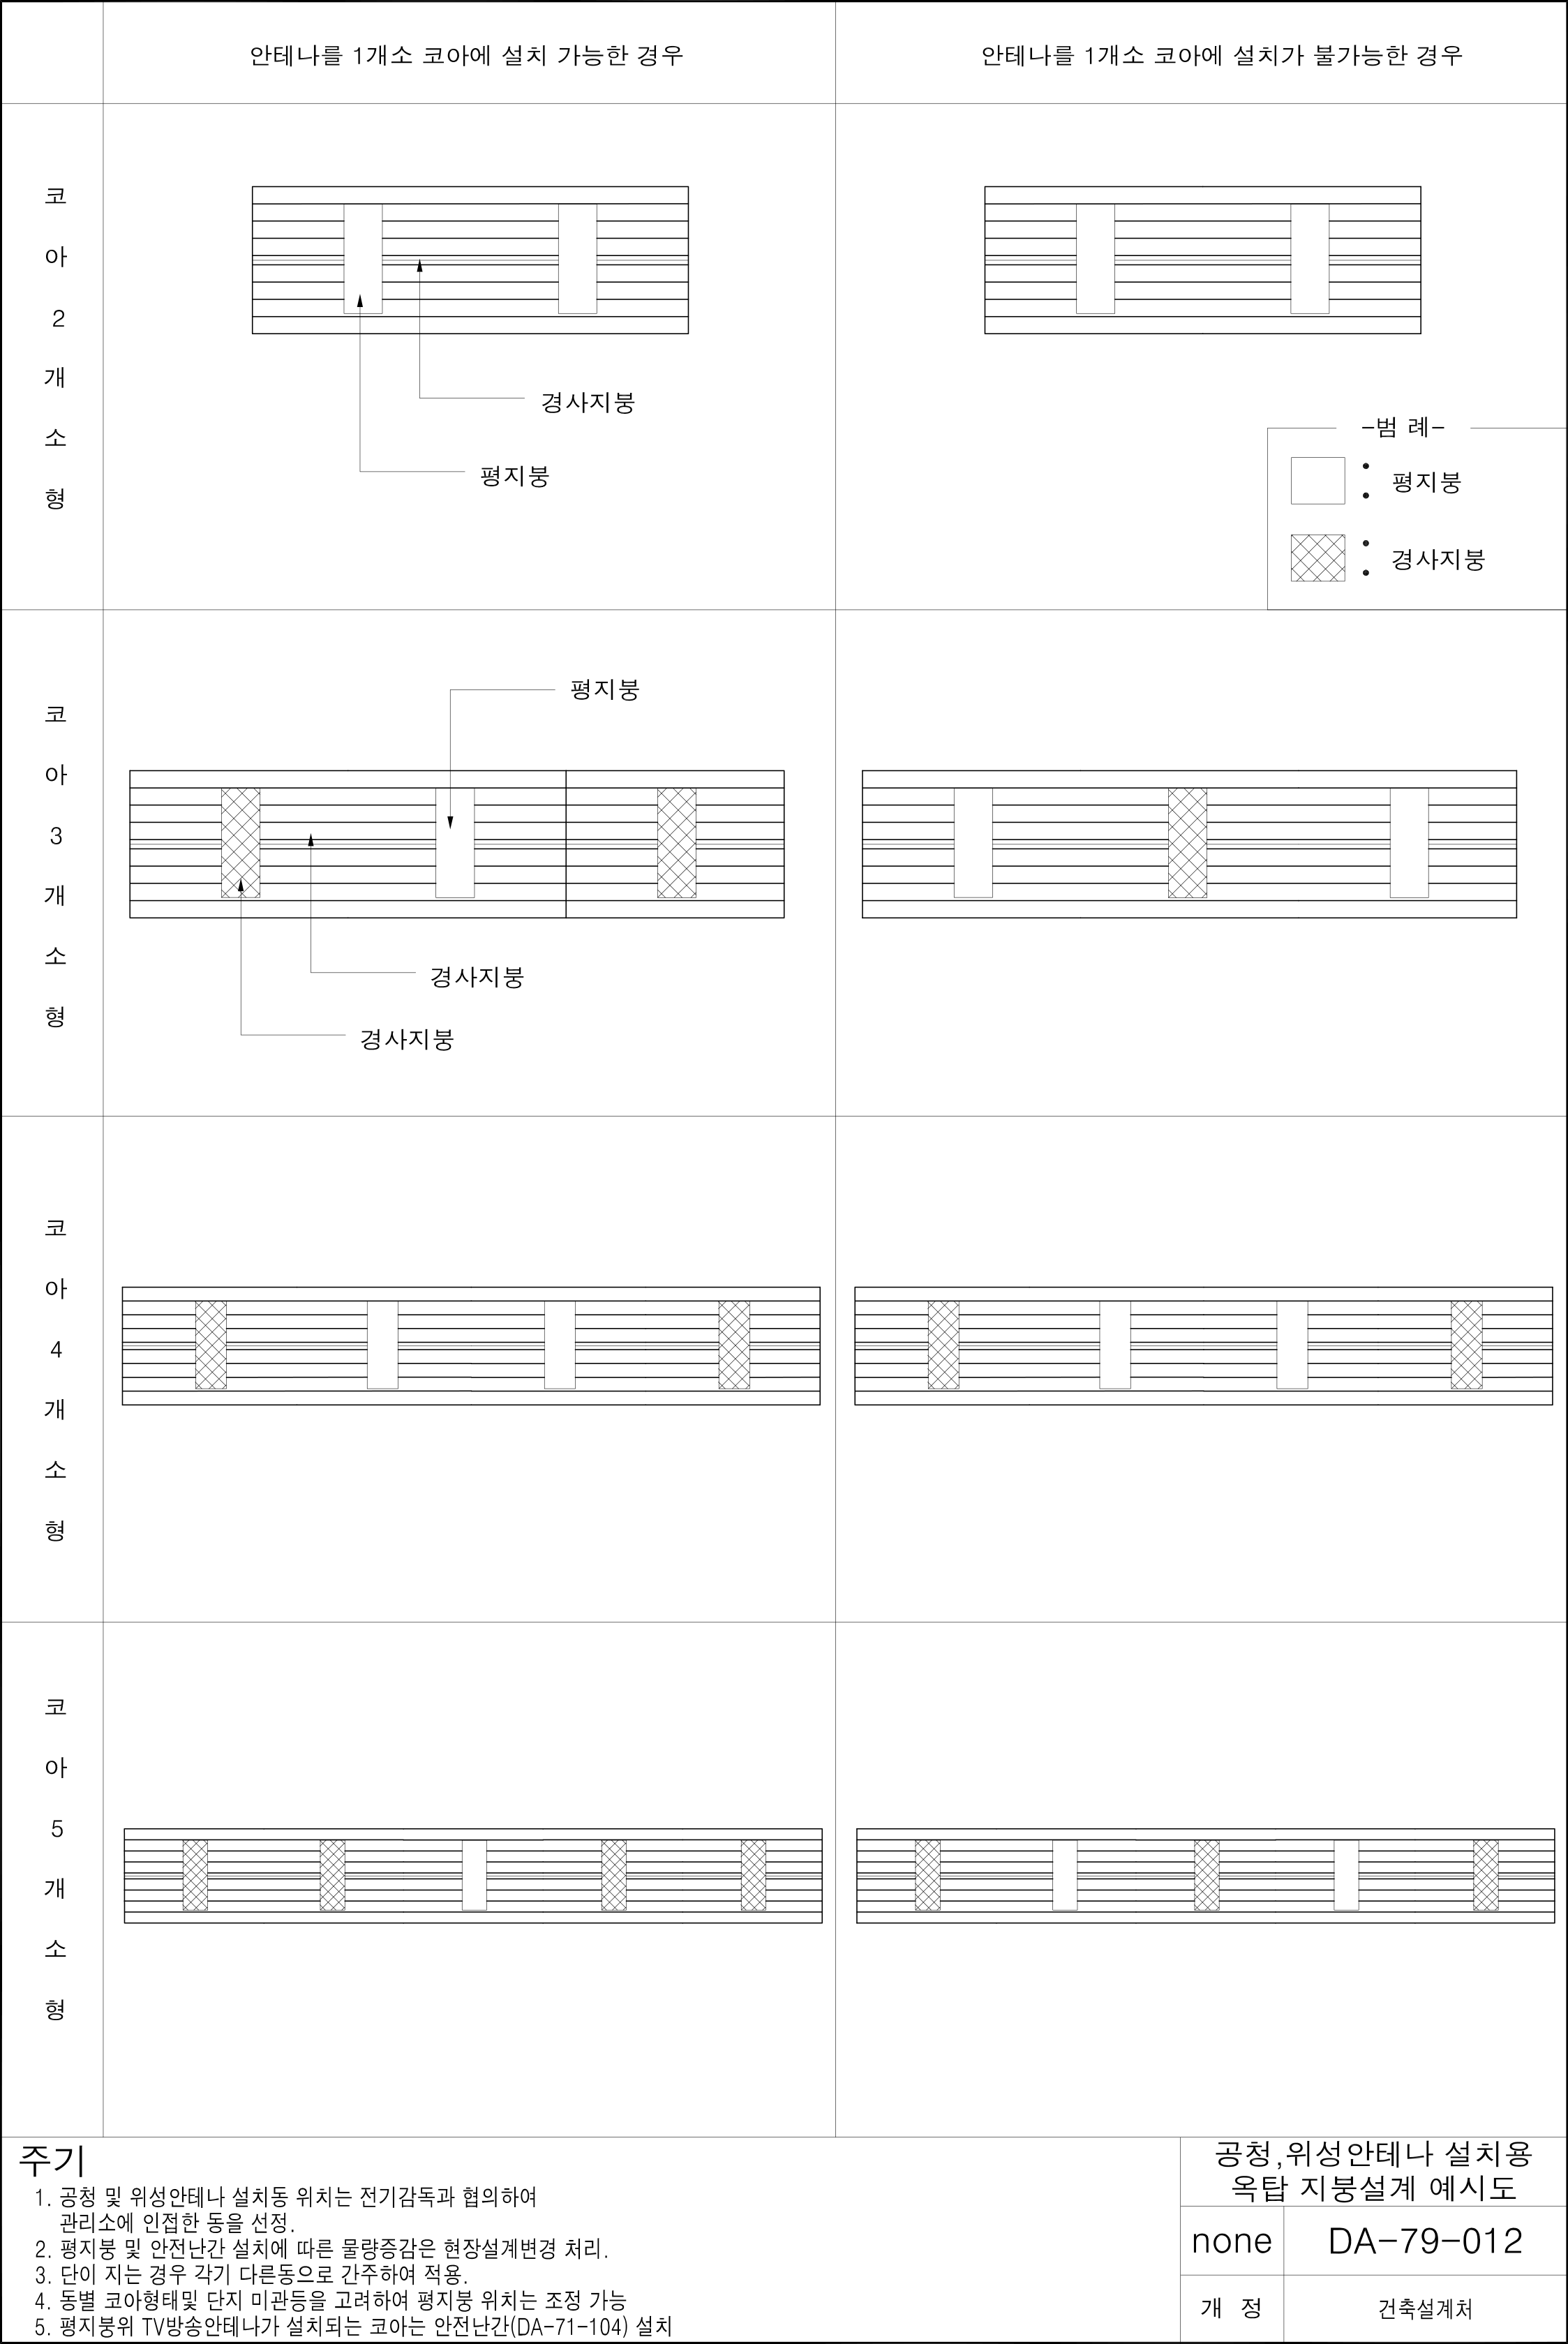 안테나를 1개소 코아에 설치 가능한 경우
안테나를 1개소 코아에 설치가 불가능한 경우
코
아
2
개
소
형
경사지붕
평지붕
-범 례-
: 평지붕
: 경사지붕
코
아
3
개
소
형
평지붕
경사지붕
경사지붕
코
아
4
개
소
형
코
아
5
개
소
형
주기
1. 공청 및 위성안테나 설치동 위치는 전기감독과 협의하여
관리소에 인접한 동을 선정.
2. 평지붕 및 안전난간 설치에 따른 물량증감은 현장설계변경 처리.
3. 단이 지는 경우 각기 다른동으로 간주하여 적용.
4. 동별 코아형태및 단지 미관등을 고려하여 평지붕 위치는 조정 가능
5. 평지붕위 TV방송안테나가 설치되는 코아는 안전난간(DA-71-104) 설치
공청,위성안테나 설치용
옥탑 지붕설계 예시도
none
DA-79-012
개 정
건축설계처